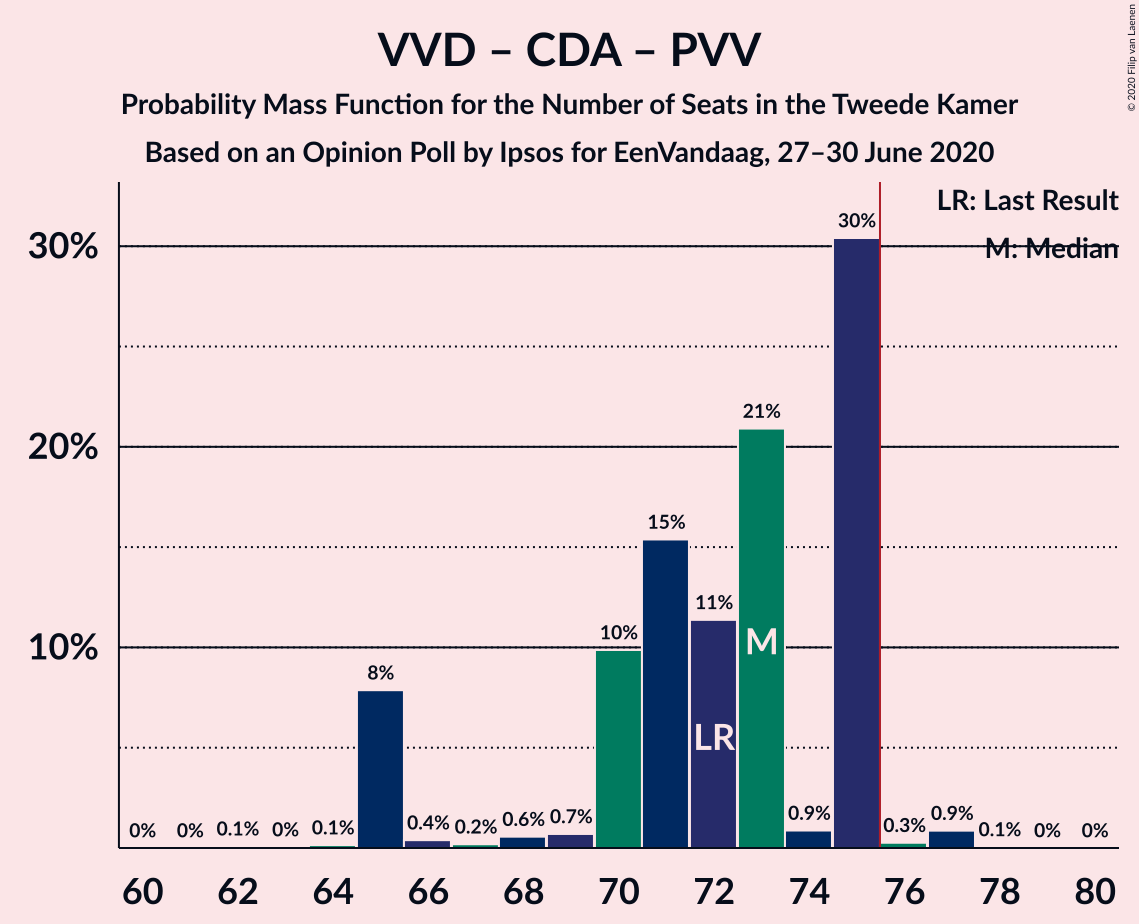 VVD – CDA – PVV
Probability Mass Function for the Number of Seats in the Tweede Kamer
Based on an Opinion Poll by Ipsos for EenVandaag, 27–30 June 2020
© 2020 Filip van Laenen
LR: Last Result
M: Median
30%
20%
10%
0% 0% 0.1% 0% 0.1% 8% 0.4% 0.2% 0.6% 0.7% 10% 15% 11% 21% 0.9% 30% 0.3% 0.9% 0.1% 0% 0%
M
LR
60 62 64 66 68 70 72 74 76 78 80